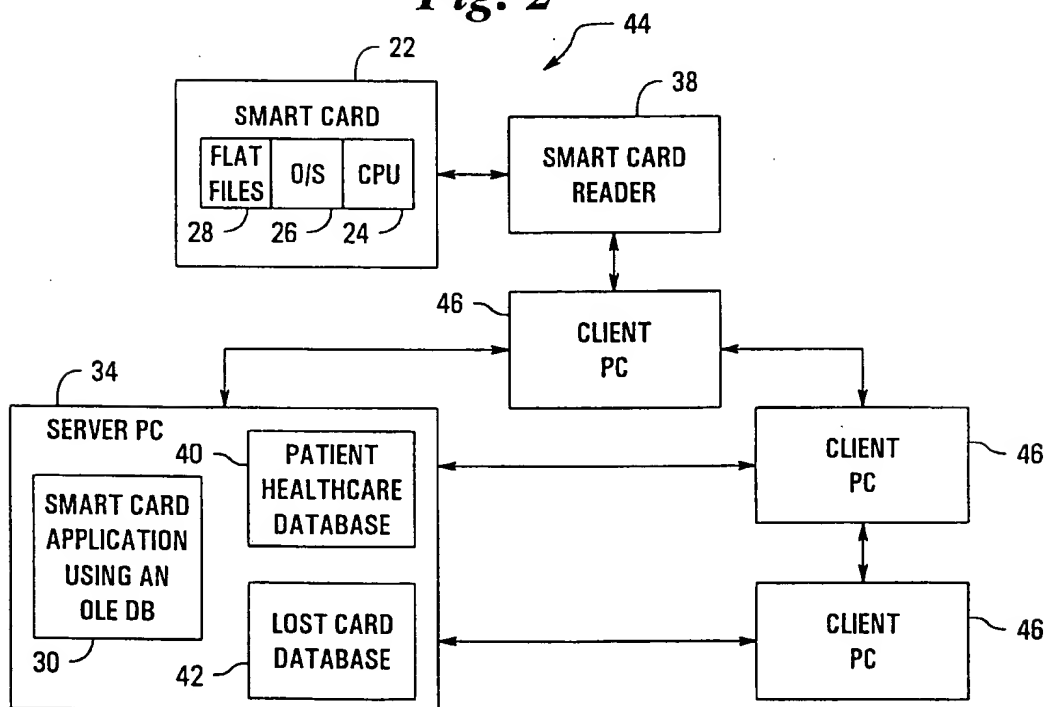 Fig. 2
44
22
38
SMART CARD
FLAT
FILES
O/S
CPU
28
26
24
SMART CARD
READER
46
CLIENT
PC
34
SERVER PC
40
PATIENT
HEALTHCARE
DATABASE
SMART CARD
APPLICATION
USING AN
OLE DB
30
LOST CARD
DATABASE
42
CLIENT
PC
46
CLIENT
PC
46